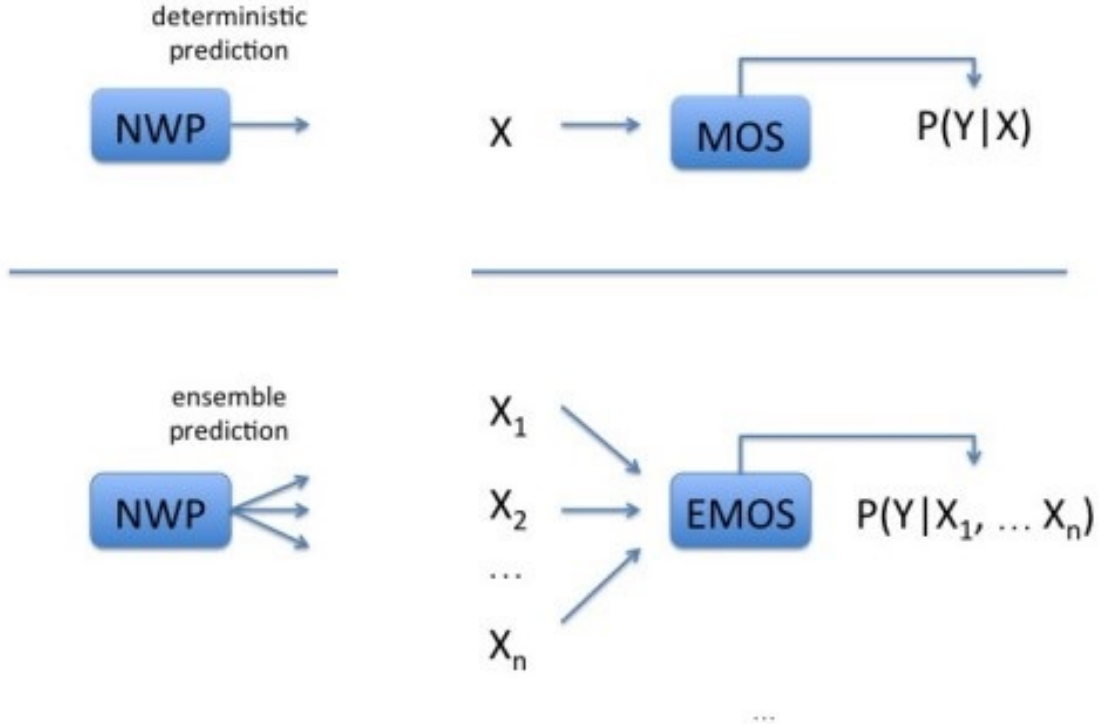 deterministic
prediction
NWP
X
MOS
P(Y|X)
ensemble
prediction
NWP
X₁
X₂
...
Xₙ
EMOS
P(Y|X₁, ... Xₙ)
...